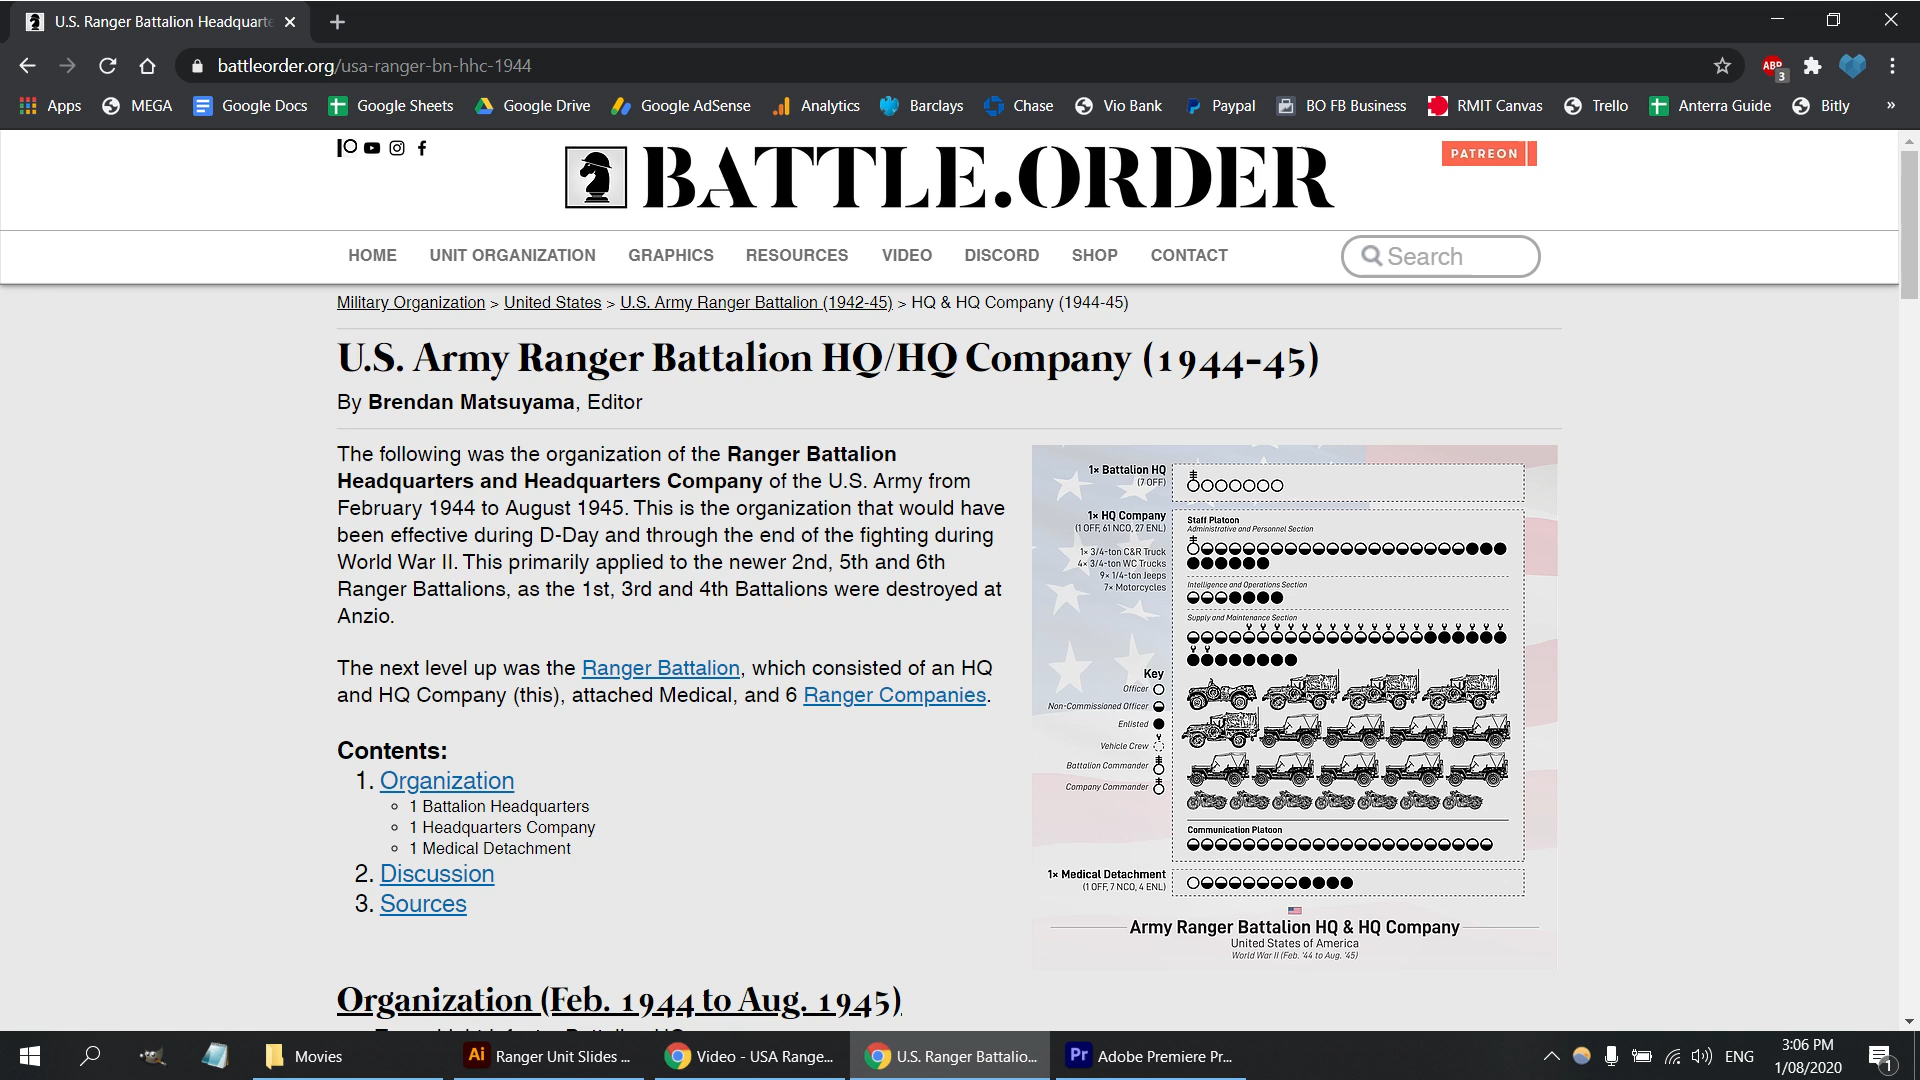 U.S. Ranger Battalion Headquarte
battleorder.org/usa-ranger-bn-hhc-1944
ABP
3
Apps MEGA Google Docs Google Sheets Google Drive Google AdSense Analytics Barclays Chase Vio Bank Paypal BO FB Business RMIT Canvas Trello Anterra Guide Bitly »
BATTLE.ORDER
PATREON
HOME UNIT ORGANIZATION GRAPHICS RESOURCES VIDEO DISCORD SHOP CONTACT
Search
Military Organization > United States > U.S. Army Ranger Battalion (1942-45) > HQ & HQ Company (1944-45)
U.S. Army Ranger Battalion HQ/HQ Company (1944-45)
By Brendan Matsuyama, Editor
The following was the organization of the Ranger Battalion
Headquarters and Headquarters Company of the U.S. Army from
February 1944 to August 1945. This is the organization that would have
been effective during D-Day and through the end of the fighting during
World War II. This primarily applied to the newer 2nd, 5th and 6th
Ranger Battalions, as the 1st, 3rd and 4th Battalions were destroyed at
Anzio.
The next level up was the Ranger Battalion, which consisted of an HQ
and HQ Company (this), attached Medical, and 6 Ranger Companies.
Contents:
1. Organization
1 Battalion Headquarters
1 Headquarters Company
1 Medical Detachment
2. Discussion
3. Sources
1x Battalion HQ
(7 OFF)
1x HQ Company
(1 OFF, 61 NCO, 27 ENL)
1x 3/4-ton C&R Truck
4x 3/4-ton WC Trucks
9x 1/4-ton Jeeps
7x Motorcycles
Staff Platoon
Administrative and Personnel Section
Intelligence and Operations Section
Supply and Maintenance Section
Key
Officer
Non-Commissioned Officer
Enlisted
Vehicle Crew
Battalion Commander
Company Commander
Communication Platoon
1x Medical Detachment
(1 OFF, 7 NCO, 4 ENL)
Army Ranger Battalion HQ & HQ Company
United States of America
World War II (Feb. '44 to Aug. '45)
Organization (Feb. 1944 to Aug. 1945)
Movies
Ai Ranger Unit Slides ...
Video - USA Range...
U.S. Ranger Battalio...
Pr Adobe Premiere Pr...
ENG
3:06 PM
1/08/2020
1